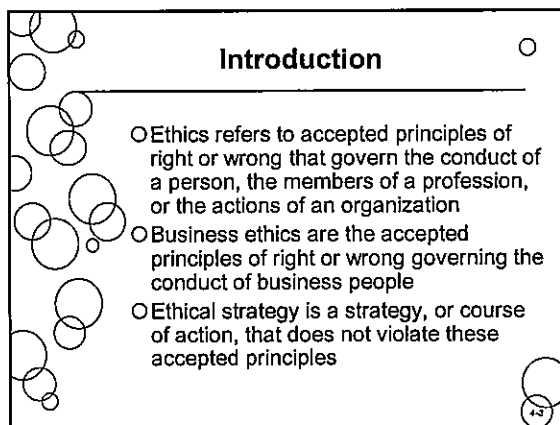 Introduction
Ethics refers to accepted principles of
right or wrong that govern the conduct of
a person, the members of a profession,
or the actions of an organization
Business ethics are the accepted
principles of right or wrong governing the
conduct of business people
Ethical strategy is a strategy, or course
of action, that does not violate these
accepted principles
4-3